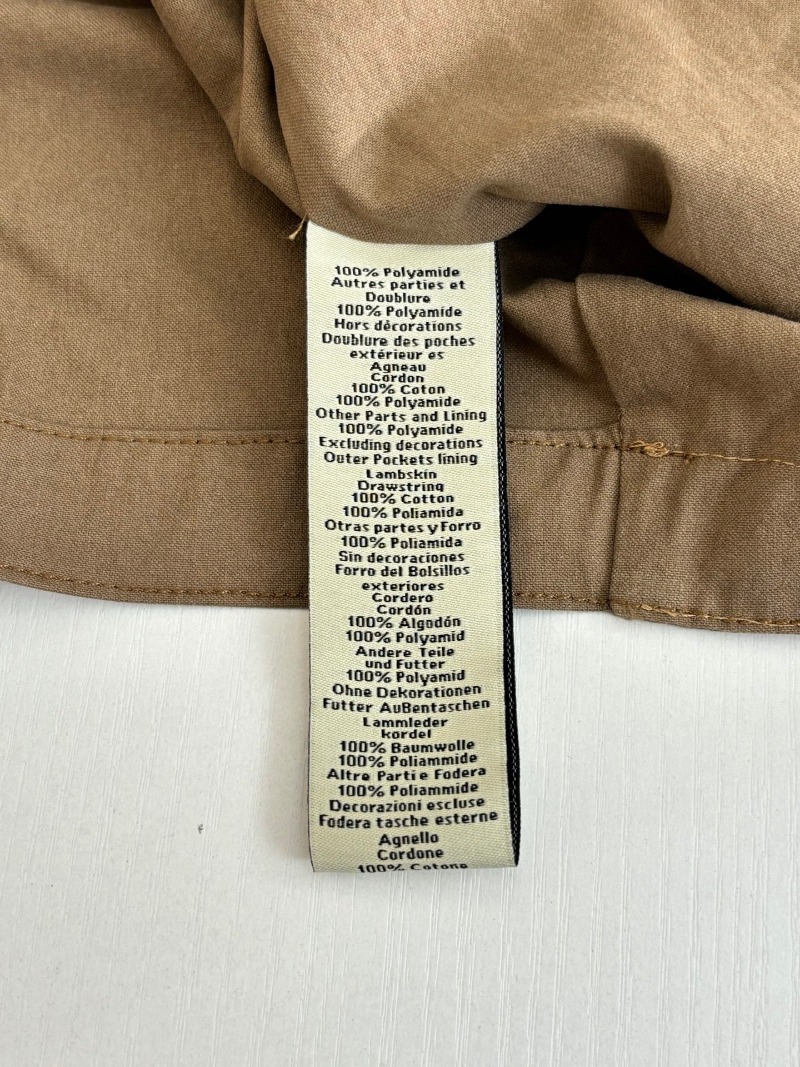 100% Polyamide
Autres parties et
Doublure
100% Polyamide
Hors décorations
Doublure des poches
extérieur es
Agneau
Cordon
100% Coton
100% Polyamide
Other Parts and Lining
100% Polyamide
Excluding decorations
Outer Pockets lining
Lambskin
Drawstring
100% Cotton
100% Poliamida
Otras partes y Forro
100% Poliamida
Sin decoraciones
Forro del Bolsillos
exteriores
Cordero
Cordón
100% Algodón
100% Polyamid
Andere Teile
und Futter
100% Polyamid
Ohne Dekorationen
Futter Außentaschen
Lammleder
kordel
100% Baumwolle
100% Poliammide
Altre Parti e Fodera
100% Poliammide
Decorazioni escluse
Fodera tasche esterne
Agnello
Cordone
100% Cotone